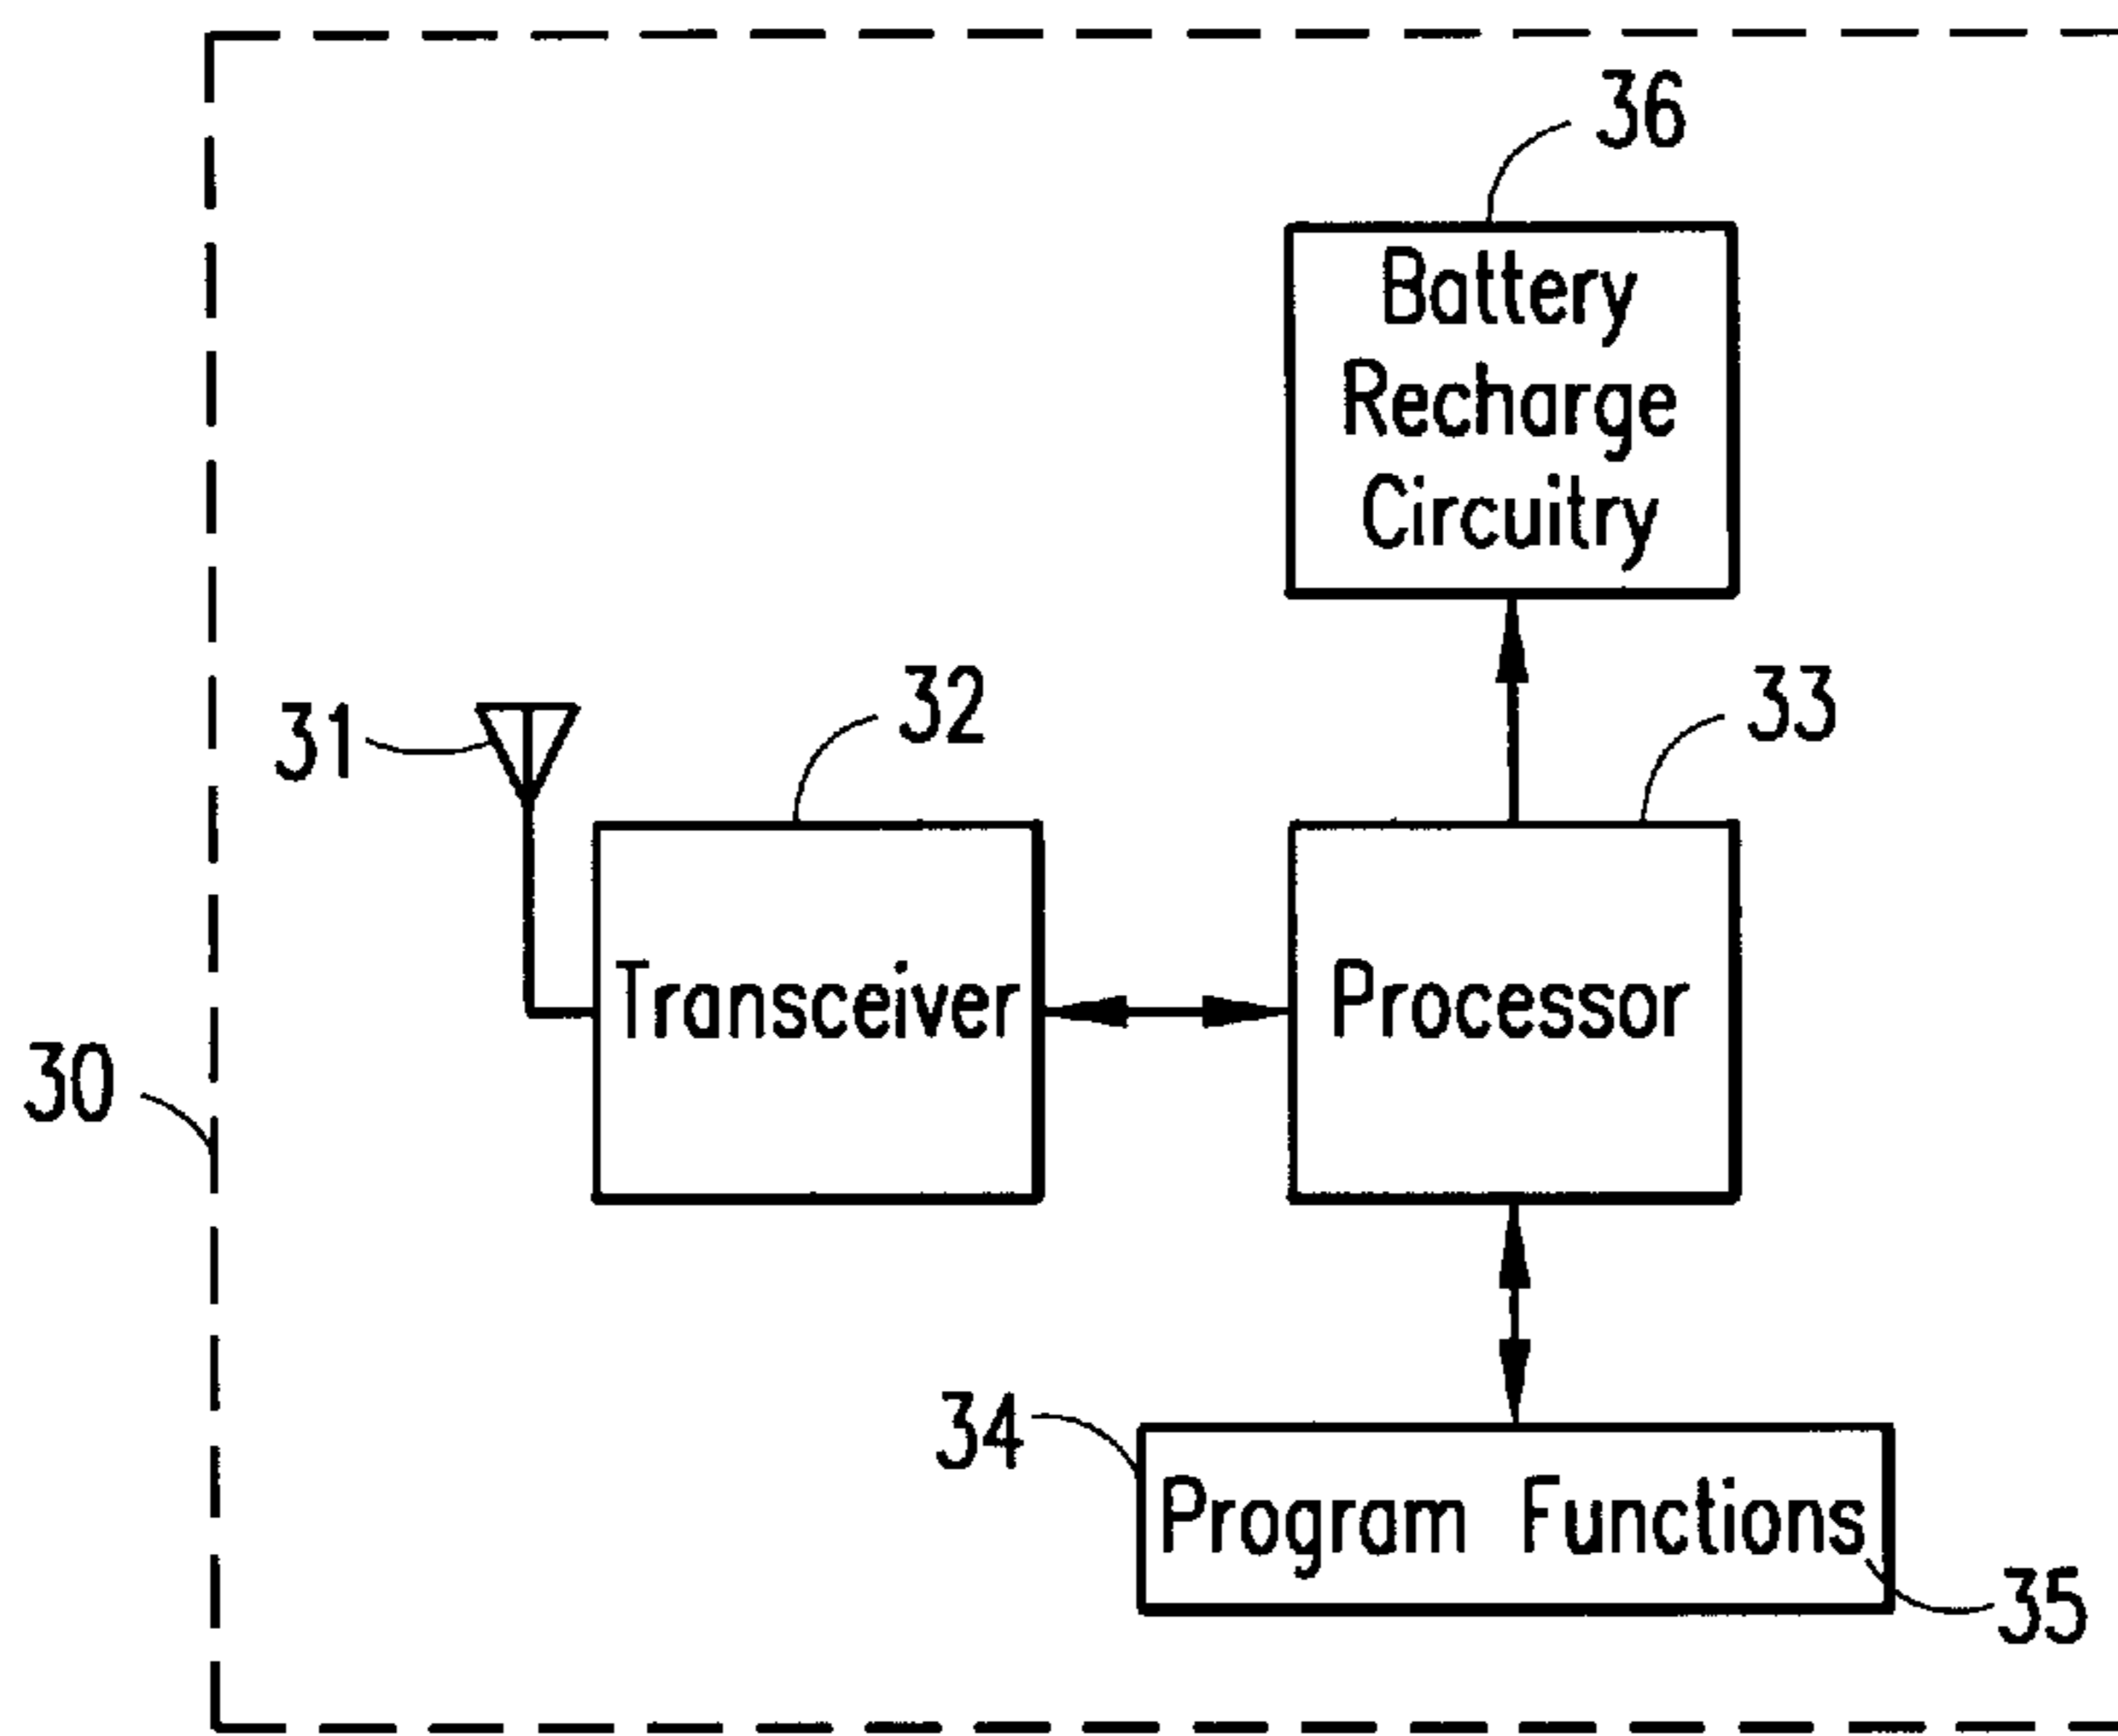 36
Battery
Recharge
Circuitry
31
32
33
Transceiver
Processor
30
34
Program Functions
35